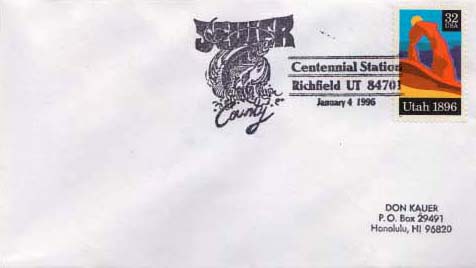 SEVIER
County
Centennial Station
Richfield UT 84701
January 4 1996
32
USA
Utah 1896
DON KAUER
P.O. Box 29491
Honolulu, HI 96820